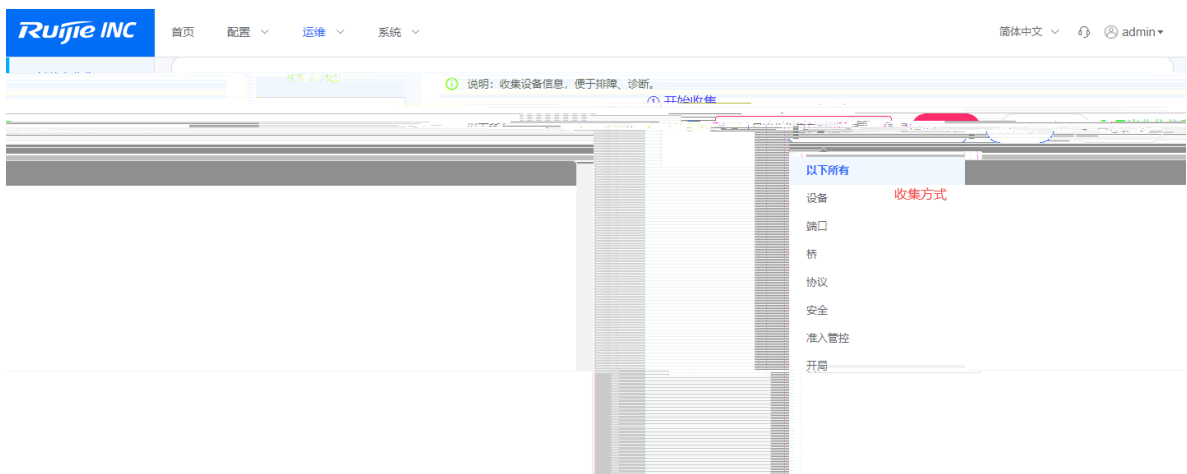 Ruijie INC 首页 配置 运维 系统 简体中文 admin
说明：收集设备信息，便于排障、诊断。
① 开始收集
以下所有
设备 收集方式
端口
桥
协议
安全
准入管控
开局